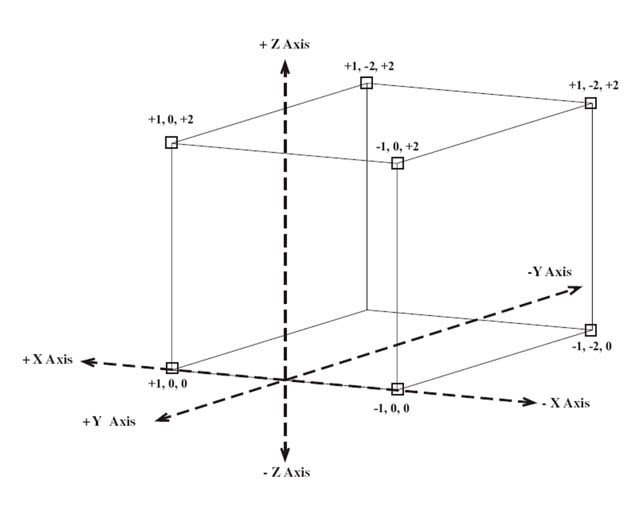 + Z Axis
+1, -2, +2
+1, -2, +2
+1, 0, +2
-1, 0, +2
-Y Axis
-1, -2, 0
+ X Axis
+1, 0, 0
-1, 0, 0
- X Axis
+Y Axis
- Z Axis